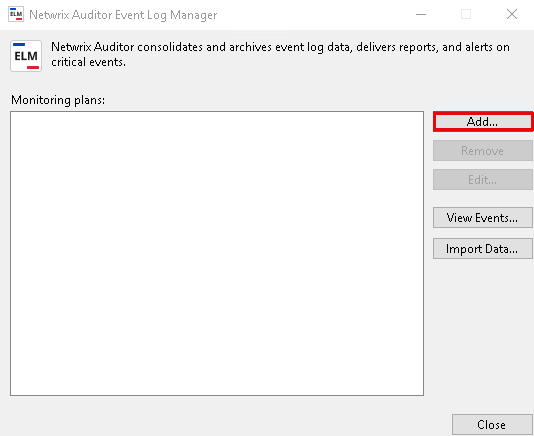 ELM Netwrix Auditor Event Log Manager
ELM
Netwrix Auditor consolidates and archives event log data, delivers reports, and alerts on
critical events.
Monitoring plans:
Add...
Remove
Edit...
View Events...
Import Data...
Close